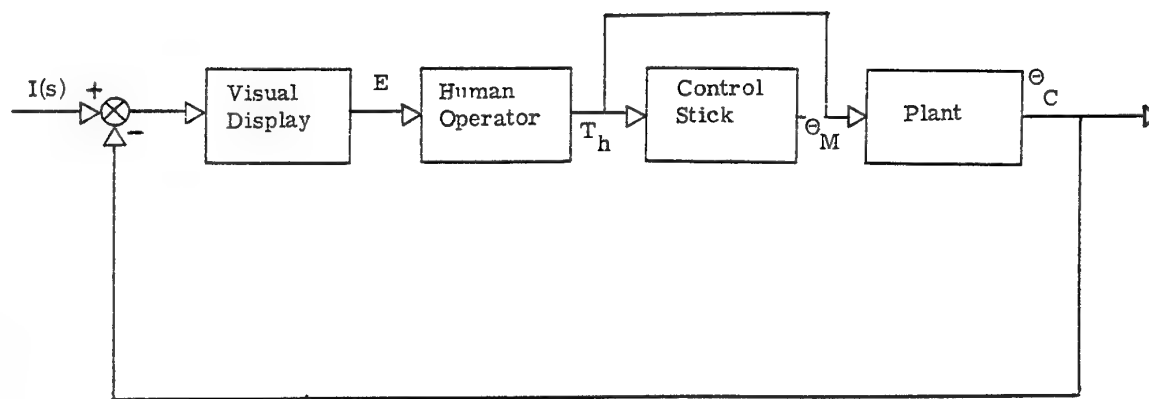 I(s)
+
-
Visual
Display
E
Human
Operator
T h
Control
Stick
Θ M
Plant
Θ C